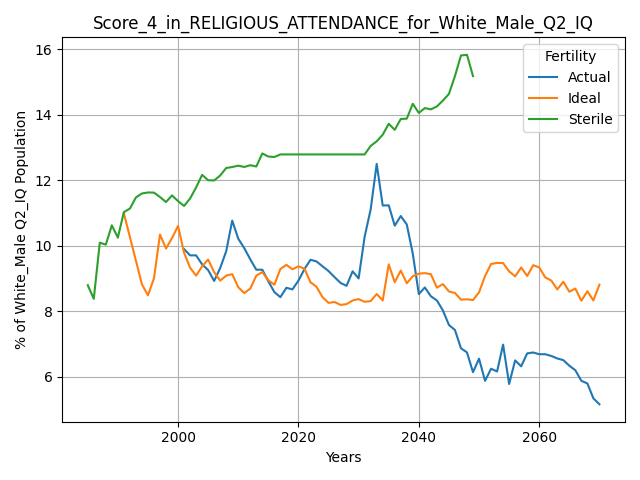 Score_4_in_RELIGIOUS_ATTENDANCE_for_White_Male_Q2_IQ
% of White_Male Q2_IQ Population
16
14
12
10
8
6
Fertility
Actual
Ideal
Sterile
2000 2020 2040 2060
Years